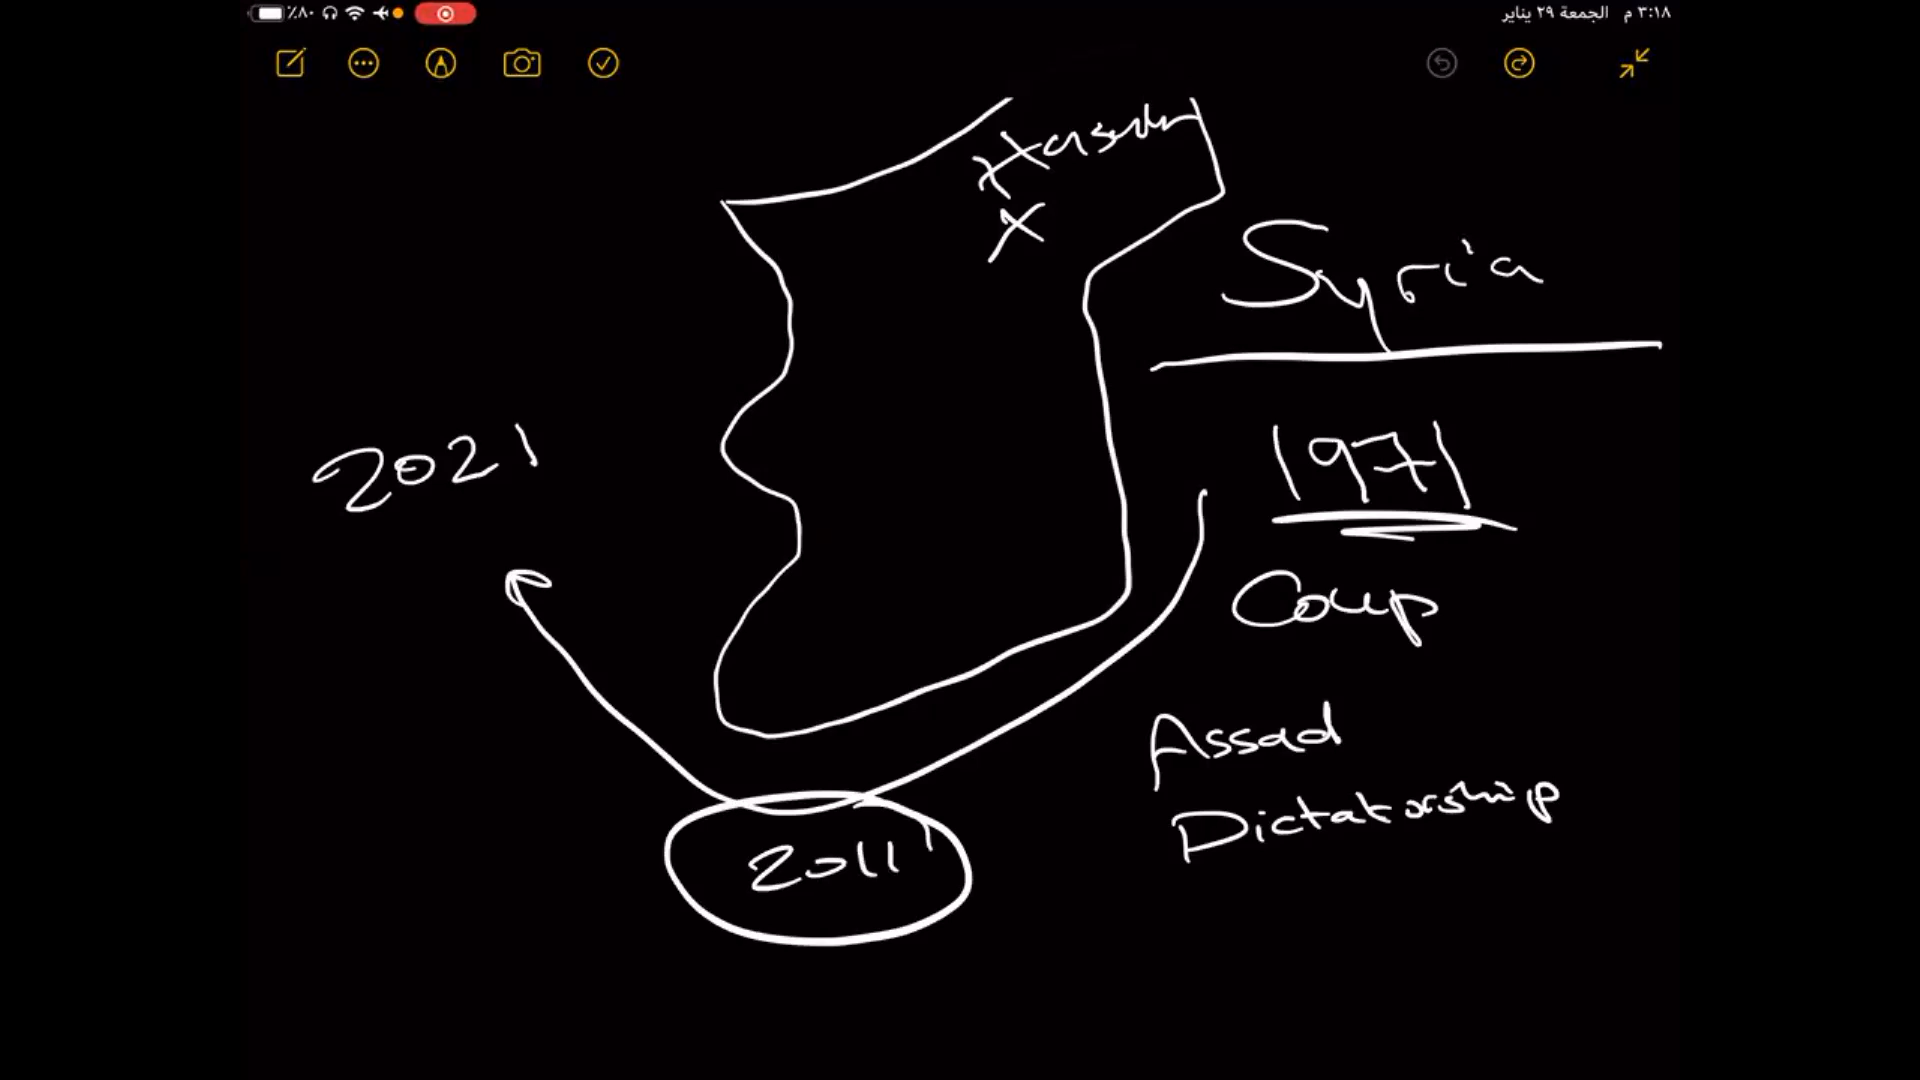 ٪٨٠
٣:١٨ م الجمعة ٢٩ يناير
X
Syria
2021
1971
Coup
Assad
Dictatorship
2011